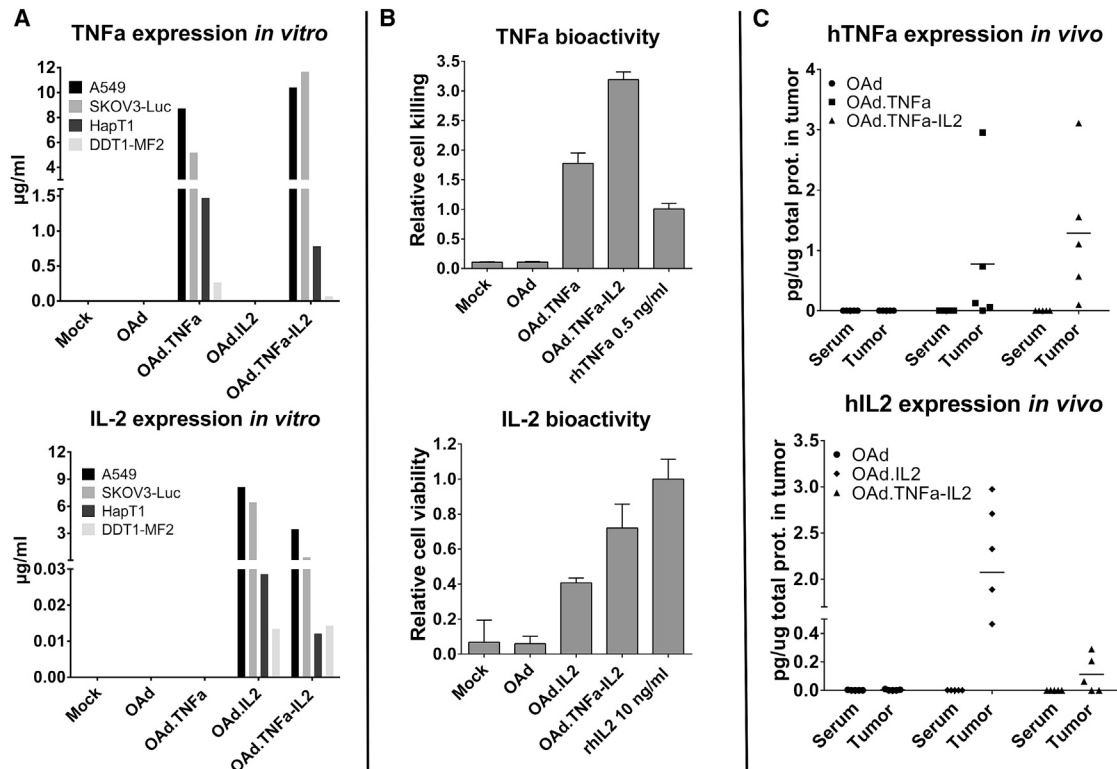 A
TNFa expression in vitro
µg/ml
12
10
8
6
4
2
1.5
1.0
0.5
0.0
A549
SKOV3-Luc
HapT1
DDT1-MF2
Mock
OAd
OAd.TNFa
OAd.IL2
OAd.TNFa-IL2
IL-2 expression in vitro
µg/ml
12
9
6
3
0.03
0.02
0.01
0.00
A549
SKOV3-Luc
HapT1
DDT1-MF2
Mock
OAd
OAd.TNFa
OAd.IL2
OAd.TNFa-IL2
B
TNFa bioactivity
Relative cell killing
3.5
3.0
2.5
2.0
1.5
1.0
0.5
0.0
Mock
OAd
OAd.TNFa
OAd.TNFa-IL2
rhTNFa 0.5 ng/ml
IL-2 bioactivity
Relative cell viability
1.2
1.0
0.8
0.6
0.4
0.2
0.0
Mock
OAd
OAd.IL2
OAd.TNFa-IL2
rhIL2 10 ng/ml
C
hTNFa expression in vivo
pg/ug total prot. in tumor
4
3
2
1
0
OAd
OAd.TNFa
OAd.TNFa-IL2
Serum
Tumor
Serum
Tumor
Serum
Tumor
hIL2 expression in vivo
pg/ug total prot. in tumor
3.5
3.0
2.5
2.0
0.4
0.2
0.0
OAd
OAd.IL2
OAd.TNFa-IL2
Serum
Tumor
Serum
Tumor
Serum
Tumor